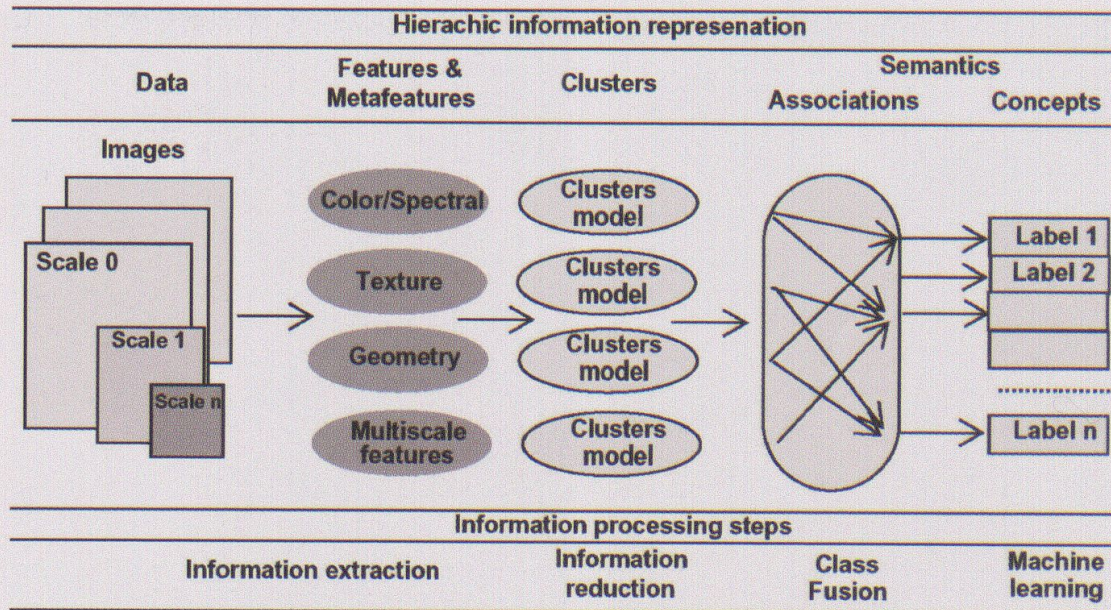 Hierachic information represenation
Data
Features &
Metafeatures
Clusters
Semantics
Associations
Concepts
Images
Scale 0
Scale 1
Scale n
Color/Spectral
Texture
Geometry
Multiscale
features
Clusters
model
Clusters
model
Clusters
model
Clusters
model
Label 1
Label 2
....................
Label n
Information processing steps
Information extraction
Information
reduction
Class
Fusion
Machine
learning